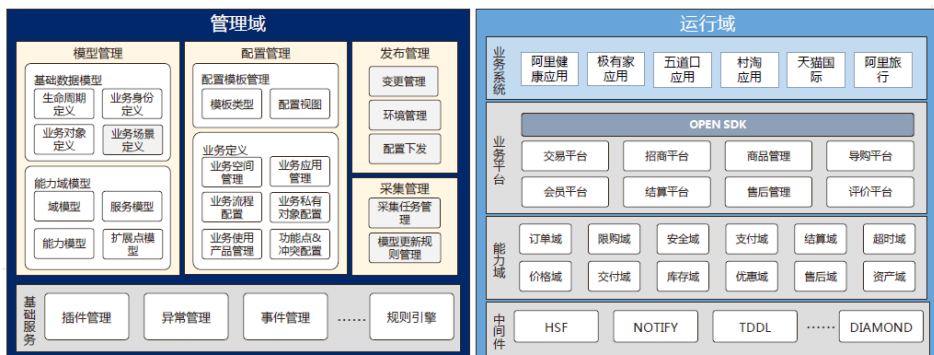 管理域
模型管理
基础数据模型
生命周期
定义
业务身份
定义
业务对象
定义
业务场景
定义
能力域模型
域模型
服务模型
能力模型
扩展点模
型
配置管理
配置模板管理
模板类型
配置视图
业务定义
业务空间
管理
业务应用
管理
业务流程
配置
业务私有
对象配置
业务使用
产品管理
功能点&
冲突配置
发布管理
变更管理
环境管理
配置下发
采集管理
采集任务管
理
模型更新规
则管理
基础服务
插件管理
异常管理
事件管理
……
规则引擎
运行域
业务系统
阿里健
康应用
极有家
应用
五道口
应用
村淘
应用
天猫国
际
阿里旅
行
业务平台
OPEN SDK
交易平台
招商平台
商品管理
导购平台
会员平台
结算平台
售后管理
评价平台
能力域
订单域
限购域
安全域
支付域
结算域
超时域
价格域
交付域
库存域
优惠域
售后域
资产域
中间件
HSF
NOTIFY
TDDL
……
DIAMOND